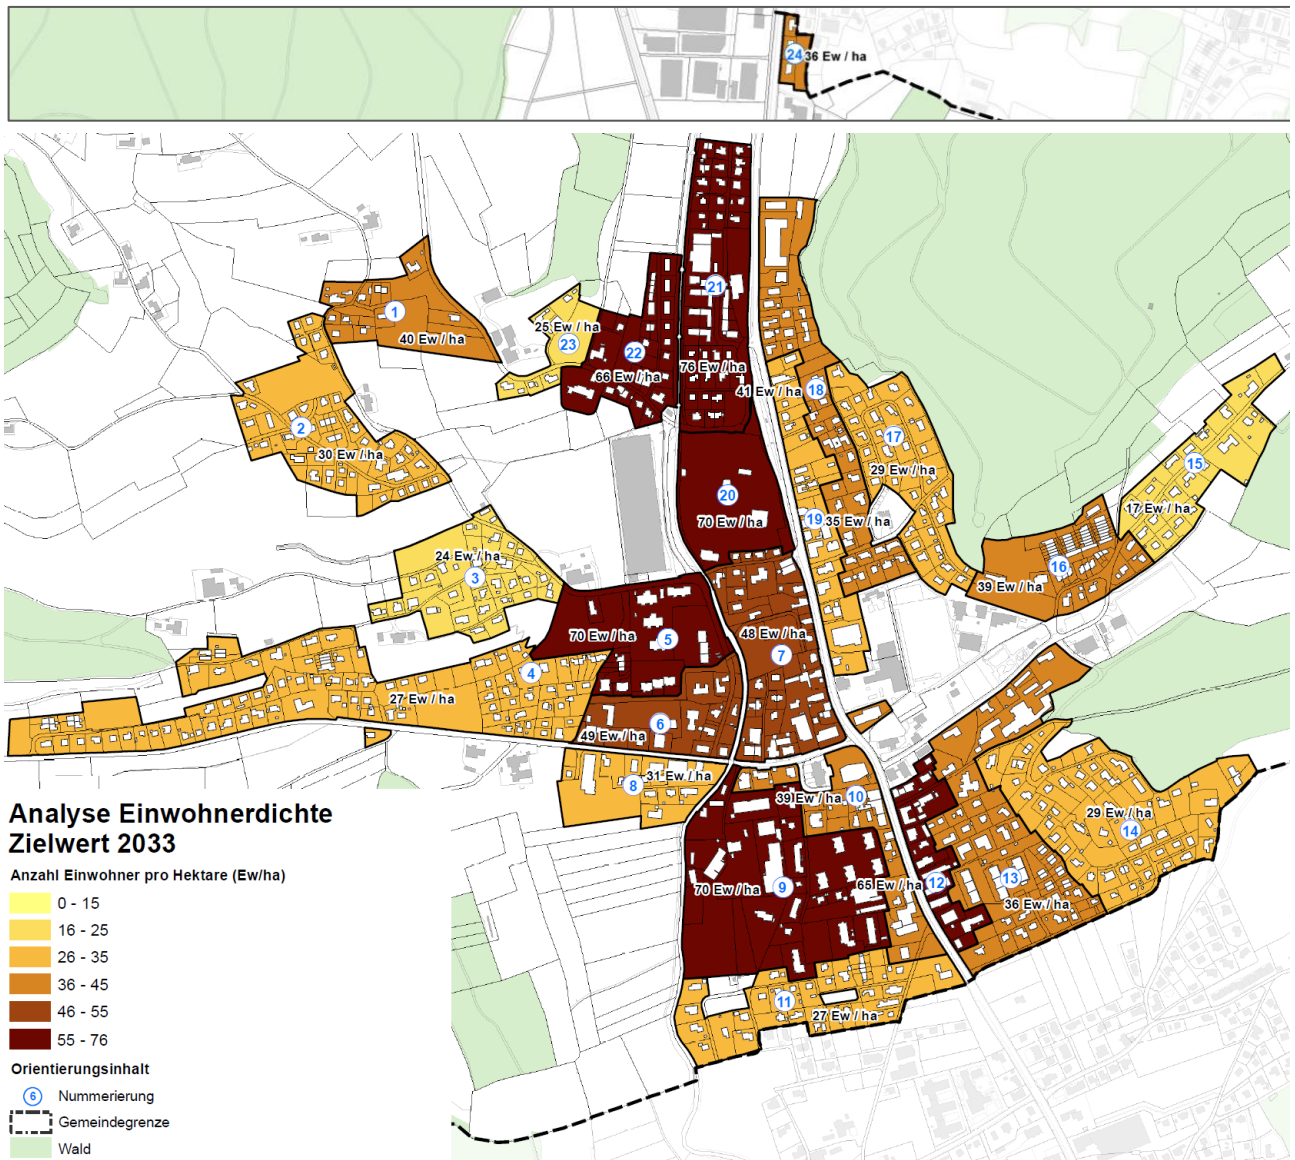 24 36 Ew / ha
21
1
25 Ew / ha
40 Ew / ha
23
22
66 Ew / ha
76 Ew / ha
41 Ew / ha
18
2
17
30 Ew / ha
15
29 Ew / ha
20
17 Ew / ha
70 Ew / ha
19
35 Ew / ha
24 Ew / ha
3
16
39 Ew / ha
70 Ew / ha
5
48 Ew / ha
7
4
27 Ew / ha
6
49 Ew / ha
31 Ew / ha
8
39 Ew / ha
10
29 Ew / ha
14
70 Ew / ha
9
65 Ew / ha
12
13
36 Ew / ha
11
27 Ew / ha
Analyse Einwohnerdichte
Zielwert 2033
Anzahl Einwohner pro Hektare (Ew/ha)
0 - 15
16 - 25
26 - 35
36 - 45
46 - 55
55 - 76
Orientierungsinhalt
6 Nummerierung
Gemeindegrenze
Wald